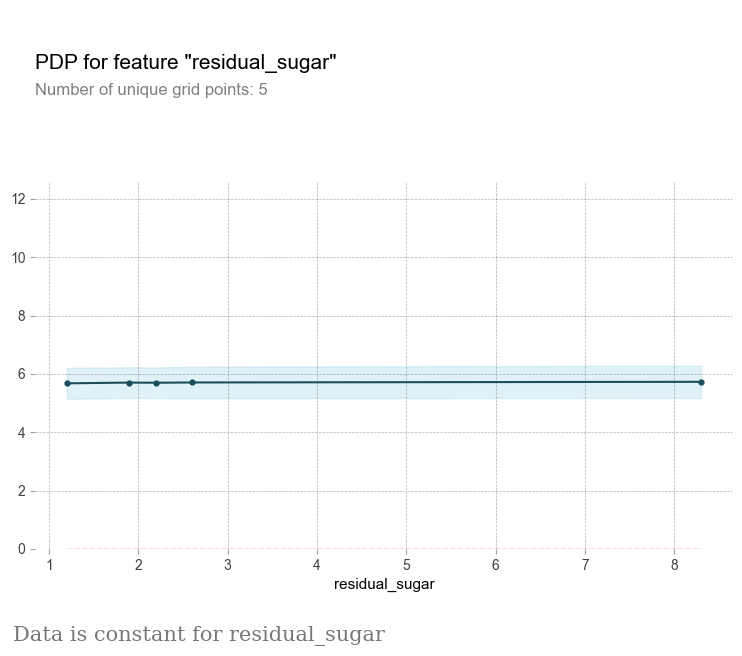 PDP for feature "residual_sugar"
Number of unique grid points: 5
12
10
8
6
4
2
0
1 2 3 4 5 6 7 8
residual_sugar
Data is constant for residual_sugar